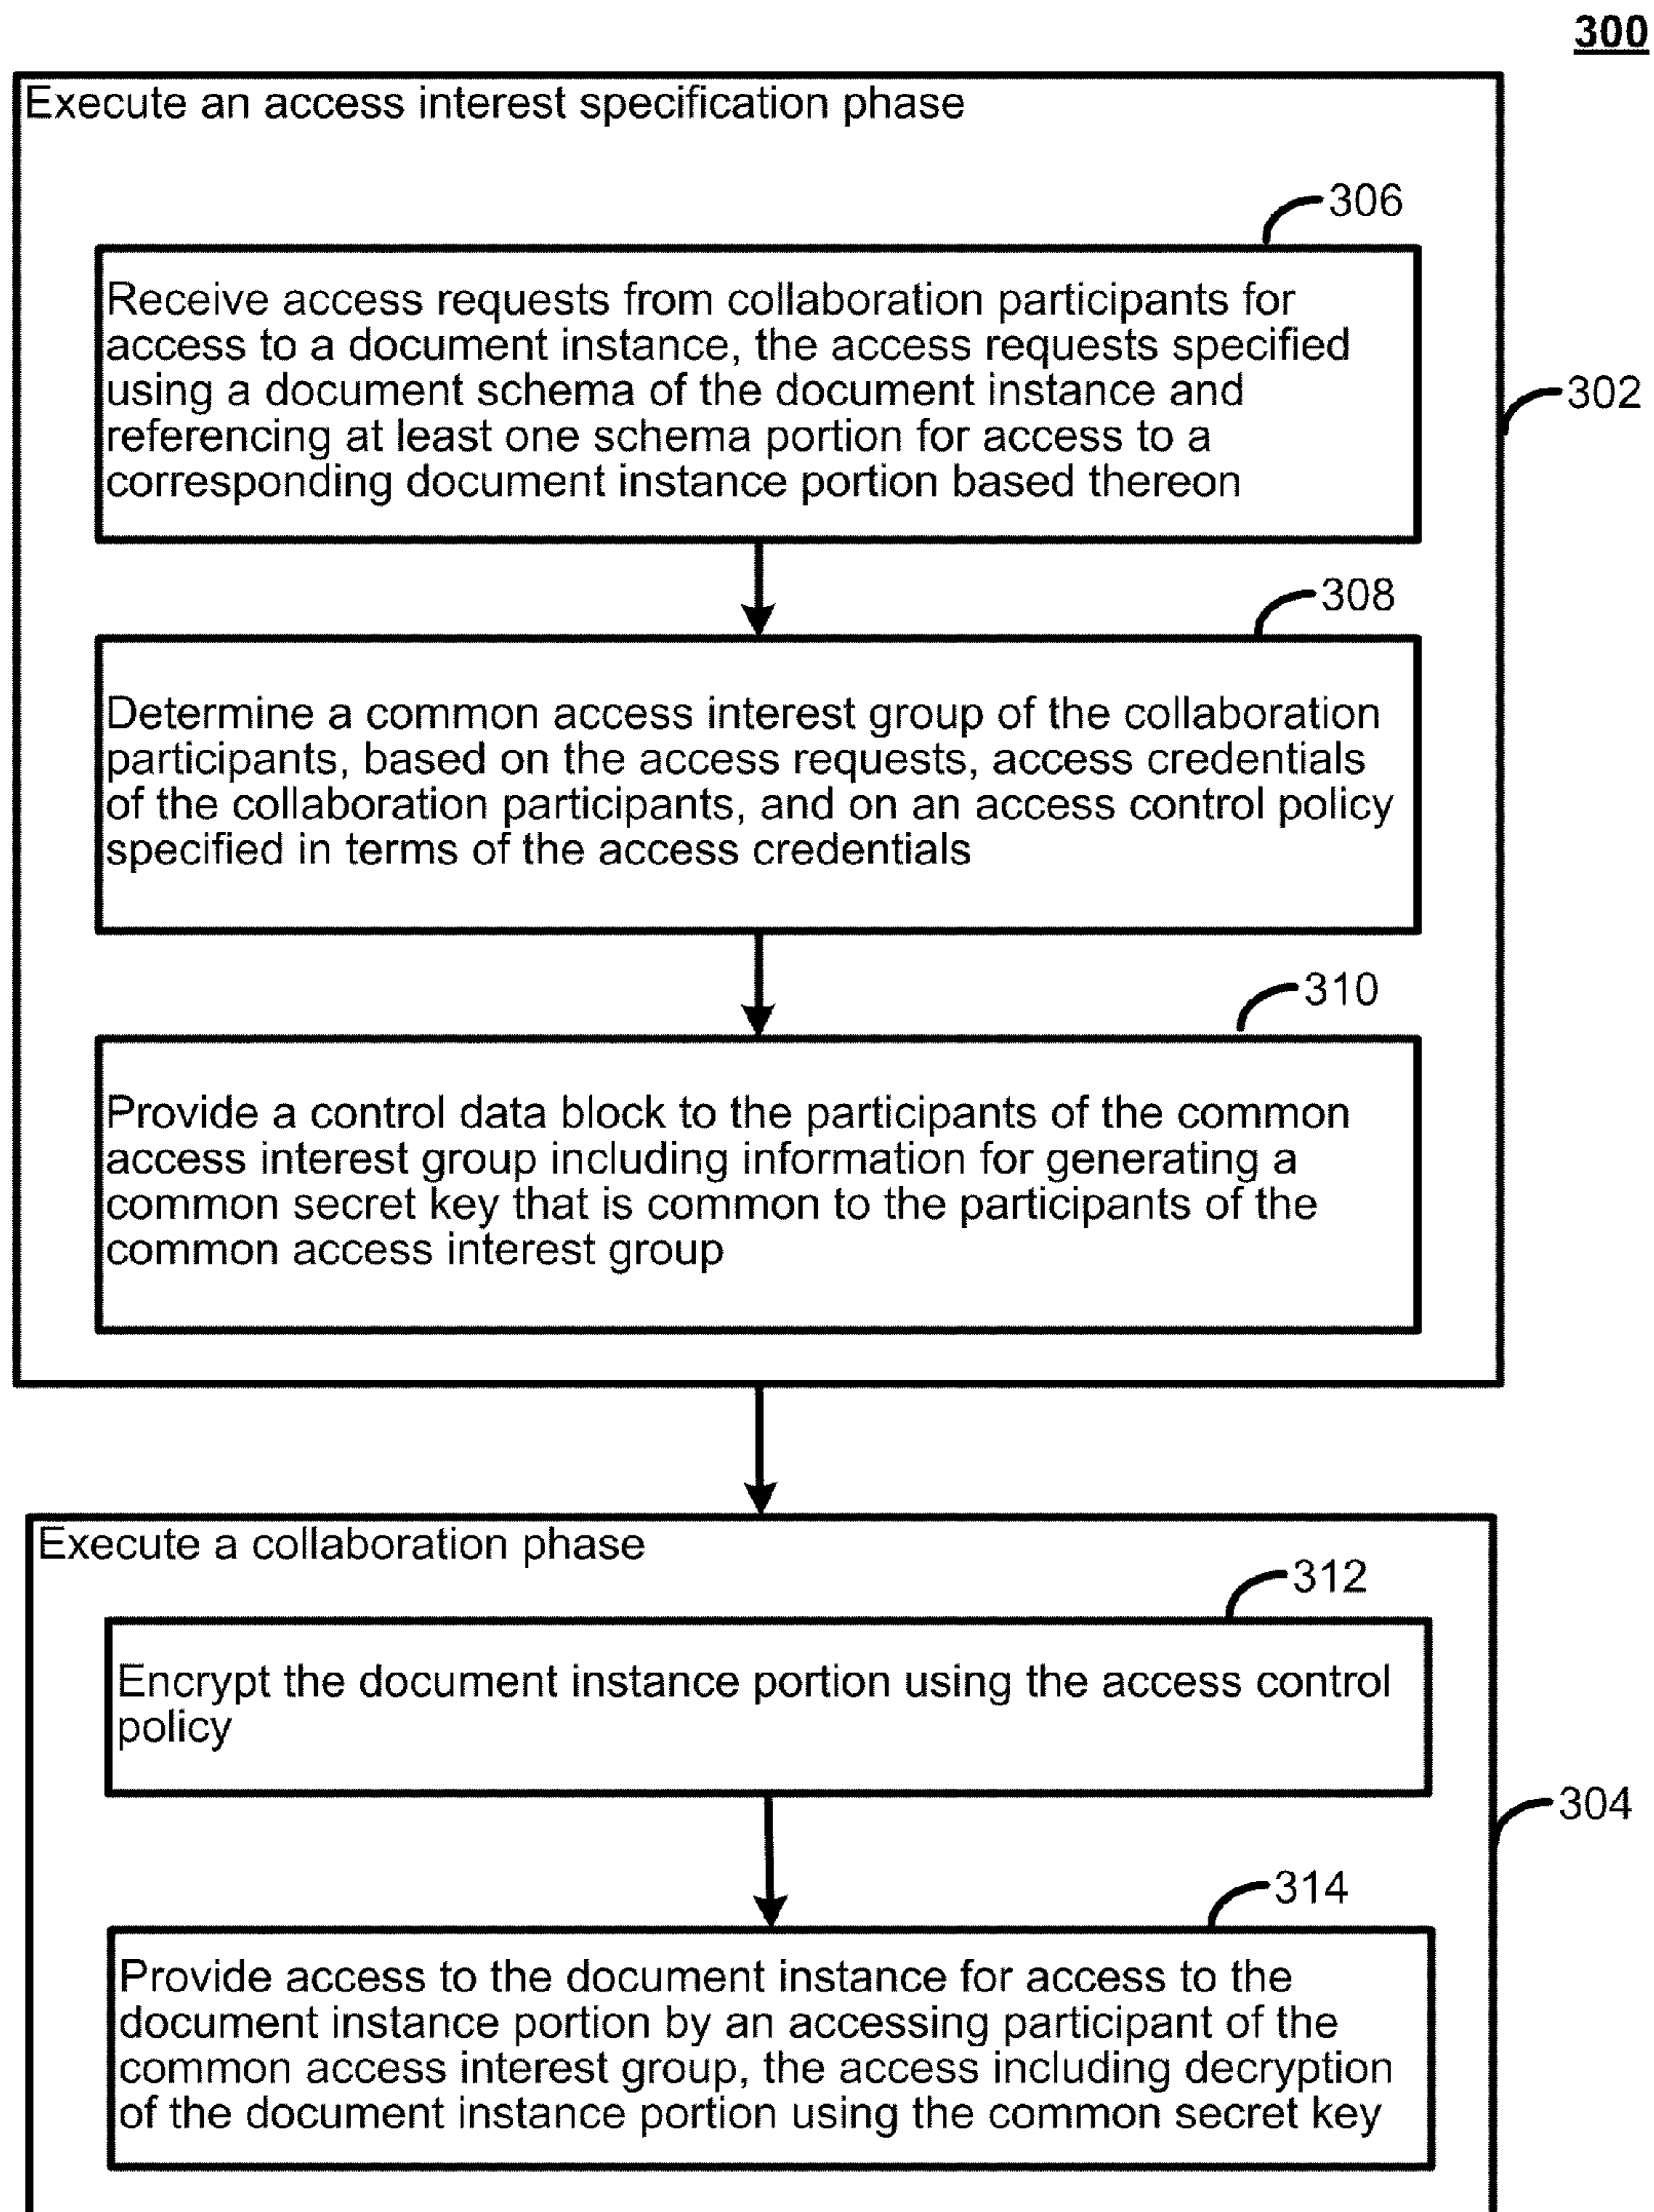 300
Execute an access interest specification phase
306
Receive access requests from collaboration participants for
access to a document instance, the access requests specified
using a document schema of the document instance and
referencing at least one schema portion for access to a
corresponding document instance portion based thereon
302
308
Determine a common access interest group of the collaboration
participants, based on the access requests, access credentials
of the collaboration participants, and on an access control policy
specified in terms of the access credentials
310
Provide a control data block to the participants of the common
access interest group including information for generating a
common secret key that is common to the participants of the
common access interest group
Execute a collaboration phase
312
Encrypt the document instance portion using the access control
policy
304
314
Provide access to the document instance for access to the
document instance portion by an accessing participant of the
common access interest group, the access including decryption
of the document instance portion using the common secret key